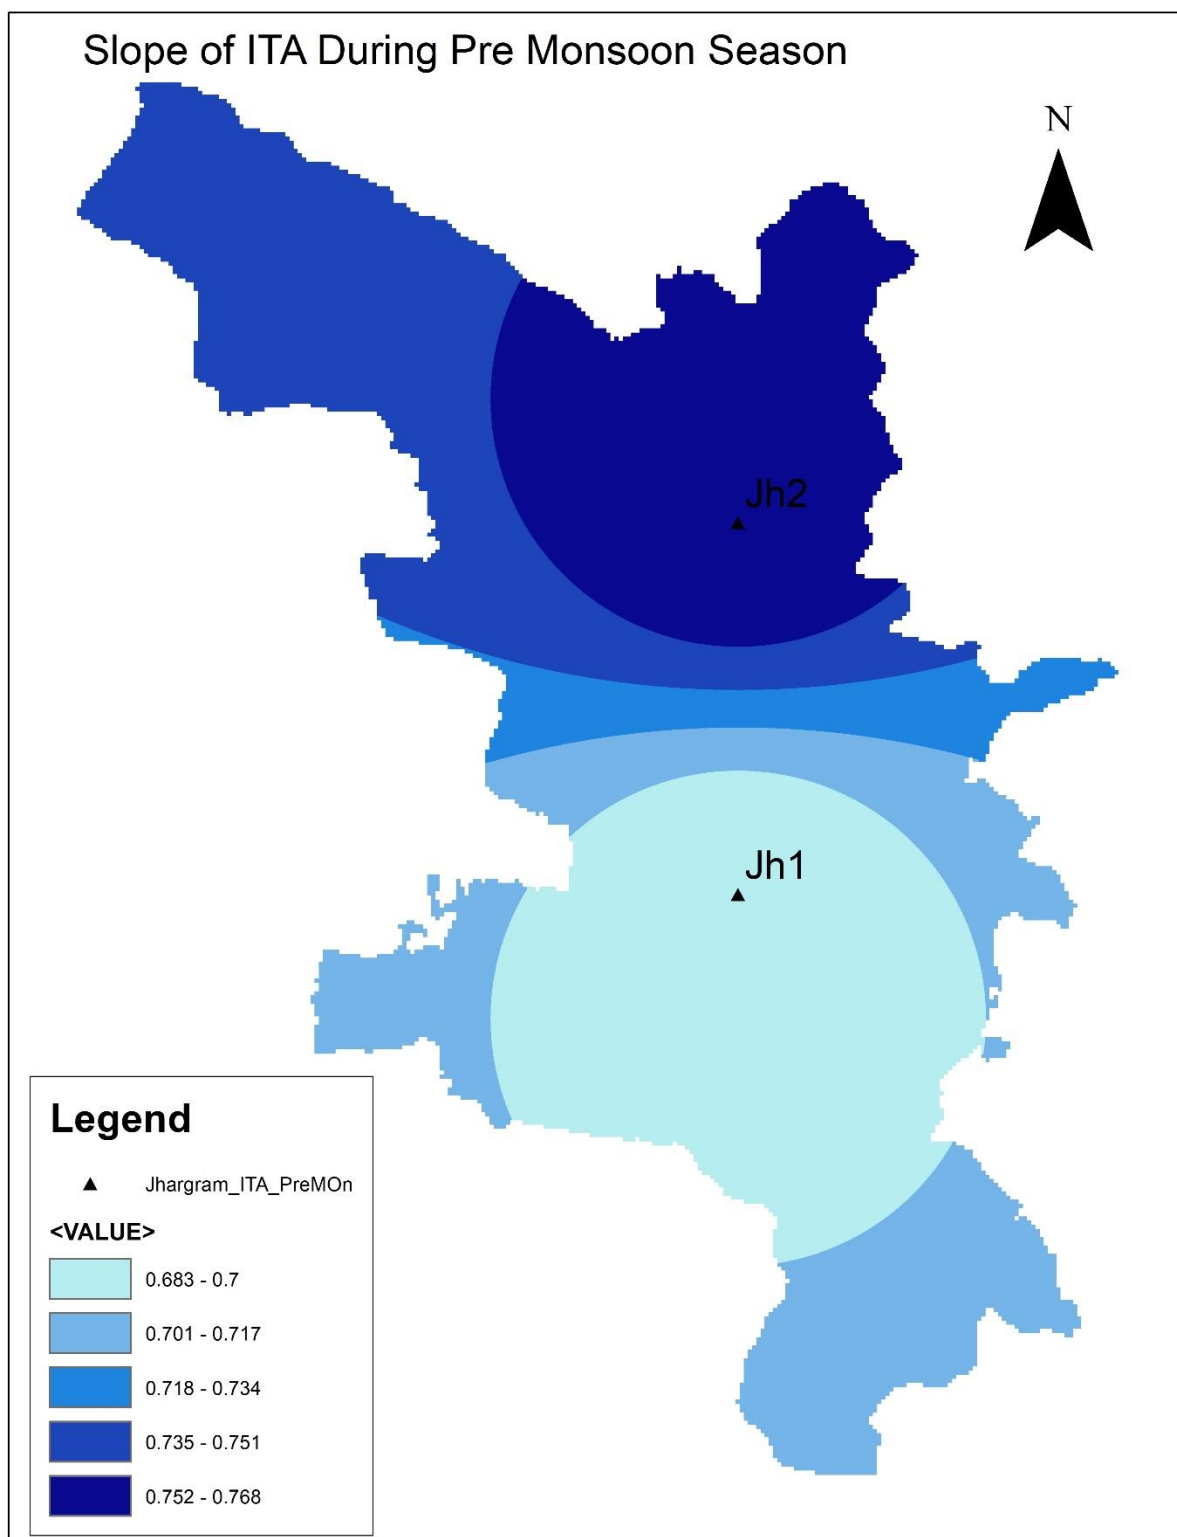 Slope of ITA During Pre Monsoon Season
N
Jh2
Jh1
Legend
Jhargram_ITA_PreMOn
<VALUE>
0.683 - 0.7
0.701 - 0.717
0.718 - 0.734
0.735 - 0.751
0.752 - 0.768